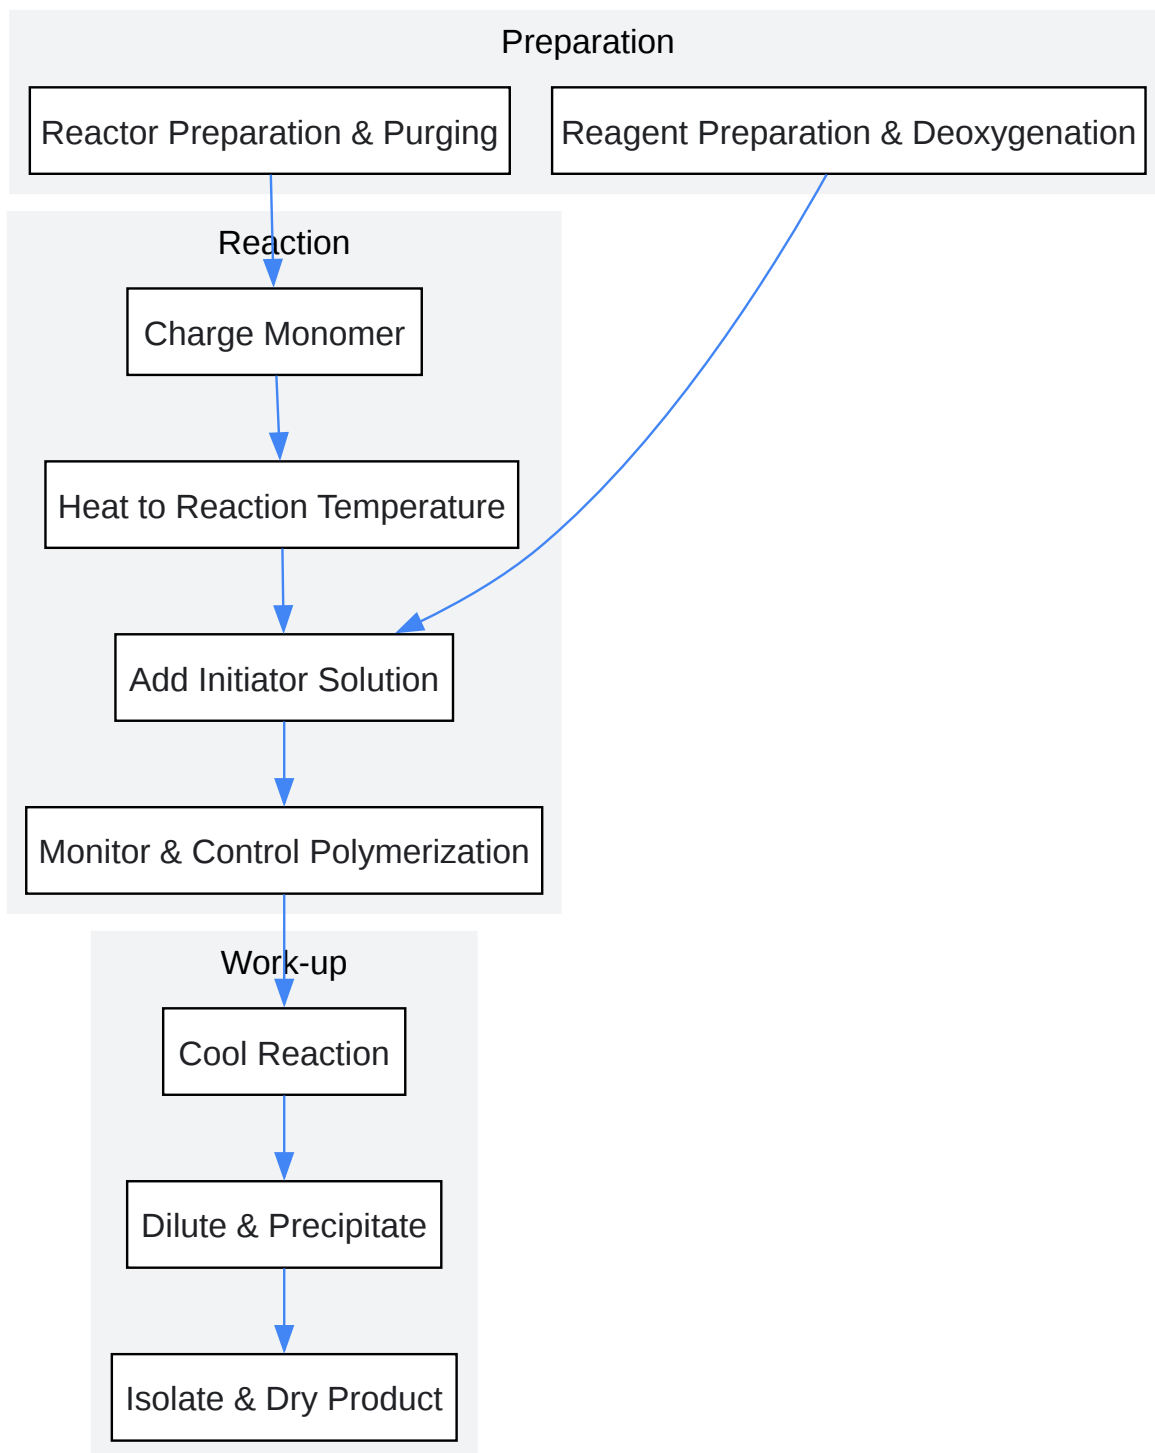 Preparation
Reactor Preparation & Purging
Reagent Preparation & Deoxygenation
Reaction
Charge Monomer
Heat to Reaction Temperature
Add Initiator Solution
Monitor & Control Polymerization
Work-up
Cool Reaction
Dilute & Precipitate
Isolate & Dry Product